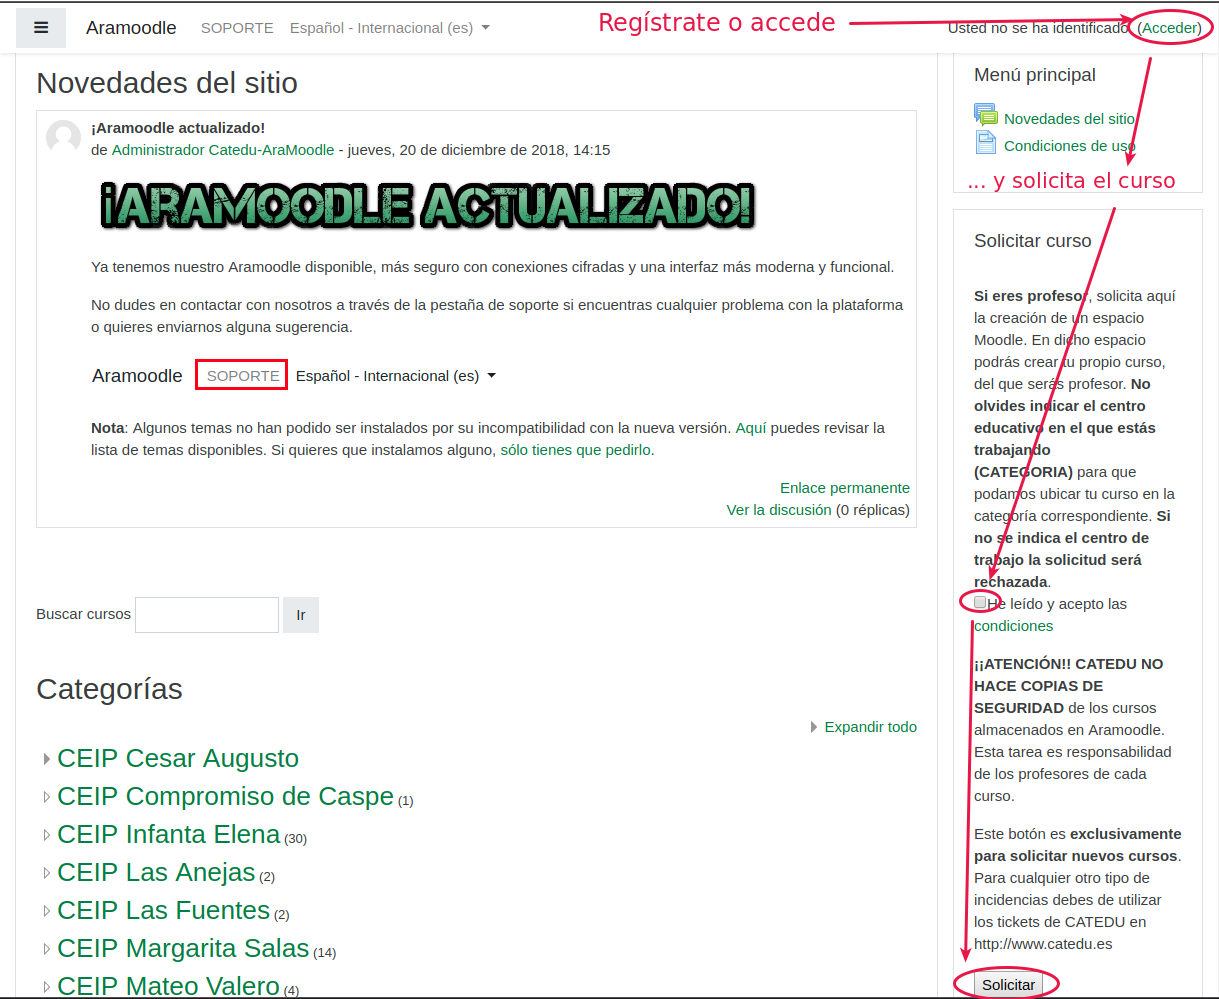 Aramoodle SOPORTE Español - Internacional (es)
Regístrate o accede
Usted no se ha identificado. (Acceder)
Novedades del sitio
¡Aramoodle actualizado!
de Administrador Catedu-AraMoodle - jueves, 20 de diciembre de 2018, 14:15
¡ARAMOODLE ACTUALIZADO!
Ya tenemos nuestro Aramoodle disponible, más seguro con conexiones cifradas y una interfaz más moderna y funcional.
No dudes en contactar con nosotros a través de la pestaña de soporte si encuentras cualquier problema con la plataforma
o quieres enviarnos alguna sugerencia.
Aramoodle SOPORTE Español - Internacional (es)
Nota: Algunos temas no han podido ser instalados por su incompatibilidad con la nueva versión. Aquí puedes revisar la
lista de temas disponibles. Si quieres que instalamos alguno, sólo tienes que pedirlo.
Enlace permanente
Ver la discusión (0 réplicas)
Buscar cursos Ir
Categorías
Expandir todo
CEIP Cesar Augusto
CEIP Compromiso de Caspe (1)
CEIP Infanta Elena (30)
CEIP Las Anejas (2)
CEIP Las Fuentes (2)
CEIP Margarita Salas (14)
CEIP Mateo Valero (4)
Menú principal
Novedades del sitio
Condiciones de uso
... y solicita el curso
Solicitar curso
Si eres profesor, solicita aquí
la creación de un espacio
Moodle. En dicho espacio
podrás crear tu propio curso,
del que serás profesor. No
olvides indicar el centro
educativo en el que estás
trabajando
(CATEGORIA) para que
podamos ubicar tu curso en la
categoría correspondiente. Si
no se indica el centro de
trabajo la solicitud será
rechazada.
He leído y acepto las
condiciones
¡¡ATENCIÓN!! CATEDU NO
HACE COPIAS DE
SEGURIDAD de los cursos
almacenados en Aramoodle.
Esta tarea es responsabilidad
de los profesores de cada
curso.
Este botón es exclusivamente
para solicitar nuevos cursos.
Para cualquier otro tipo de
incidencias debes de utilizar
los tickets de CATEDU en
http://www.catedu.es
Solicitar